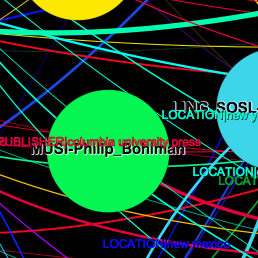 LING_SOSL-
LOCATION|new y
PUBLISHER|columbia university press
MUSI-Philip_Bohlman
LOCATION|
LOCAT
LOCATION|new mexico